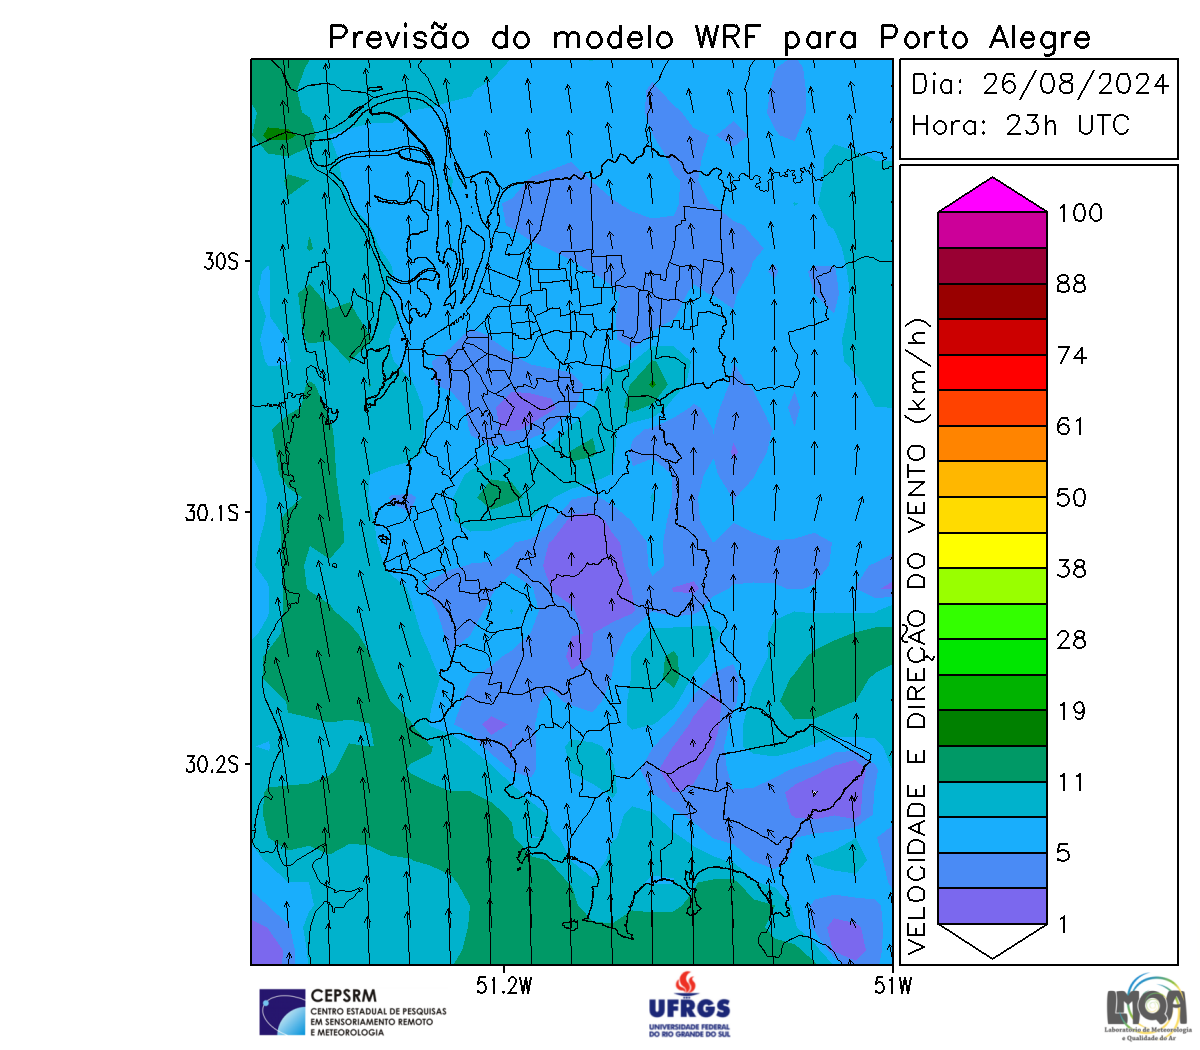 Previsão do modelo WRF para Porto Alegre
Dia: 26/08/2024
Hora: 23h UTC
30S
30.1S
30.2S
51.2W
51W
VELOCIDADE E DIREÇÃO DO VENTO (km/h)
100
88
74
61
50
38
28
19
11
5
1
CEPSRM
CENTRO ESTADUAL DE PESQUISAS
EM SENSORIAMENTO REMOTO
E METEOROLOGIA
UFRGS
UNIVERSIDADE FEDERAL
DO RIO GRANDE DO SUL
LMQA
Laboratório de Meteorologia
e Qualidade do Ar